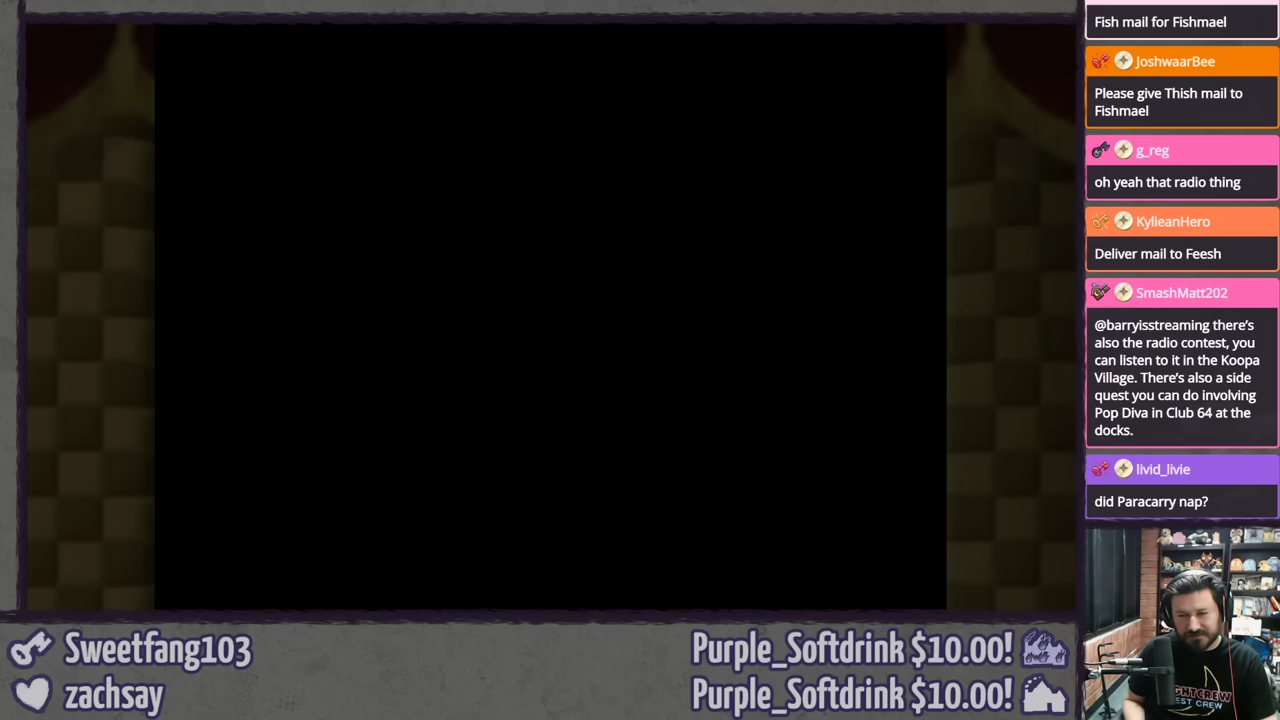 Fish mail for Fishmael
JoshwaarBee
Please give Thish mail to
Fishmael
g_reg
oh yeah that radio thing
KylieanHero
Deliver mail to Feesh
SmashMatt202
@barryisstreaming there's
also the radio contest, you
can listen to it in the Koopa
Village. There's also a side
quest you can do involving
Pop Diva in Club 64 at the
docks.
livid_livie
did Paracarry nap?
Sweetfang103
zachsay
Purple_Softdrink $10.00!
Purple_Softdrink $10.00!